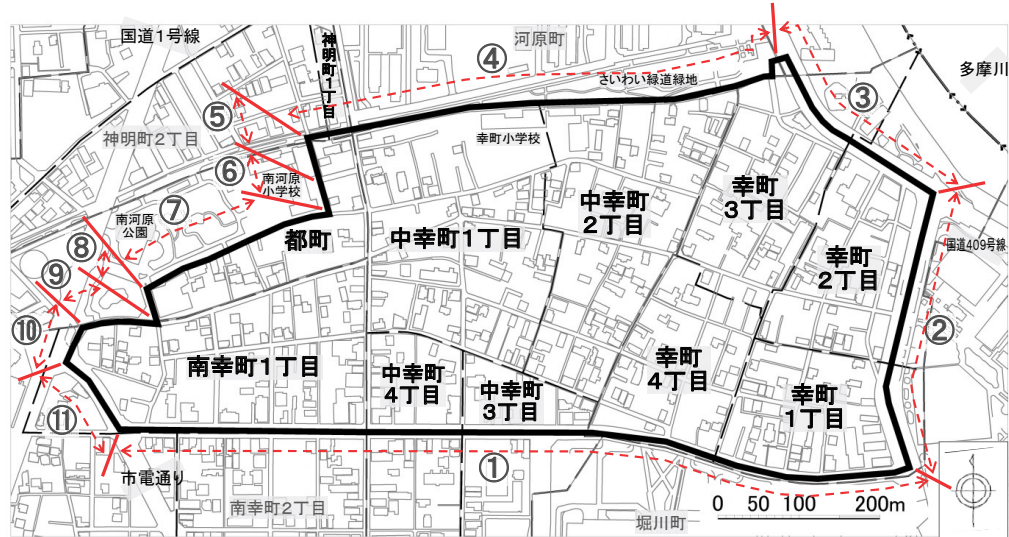 国道1号線
神明町1丁目
河原町
④
さいわい緑道緑地
③
多摩川
⑤
神明町2丁目
幸町小学校
⑥
南河原
小学校
⑦
南河原
公園
都町
中幸町1丁目
中幸町
2丁目
幸町
3丁目
国道409号線
幸町
2丁目
⑧
⑨
⑩
②
南幸町1丁目
中幸町
4丁目
中幸町
3丁目
幸町
4丁目
幸町
1丁目
⑪
市電通り
①
南幸町2丁目
堀川町
0 50 100 200m